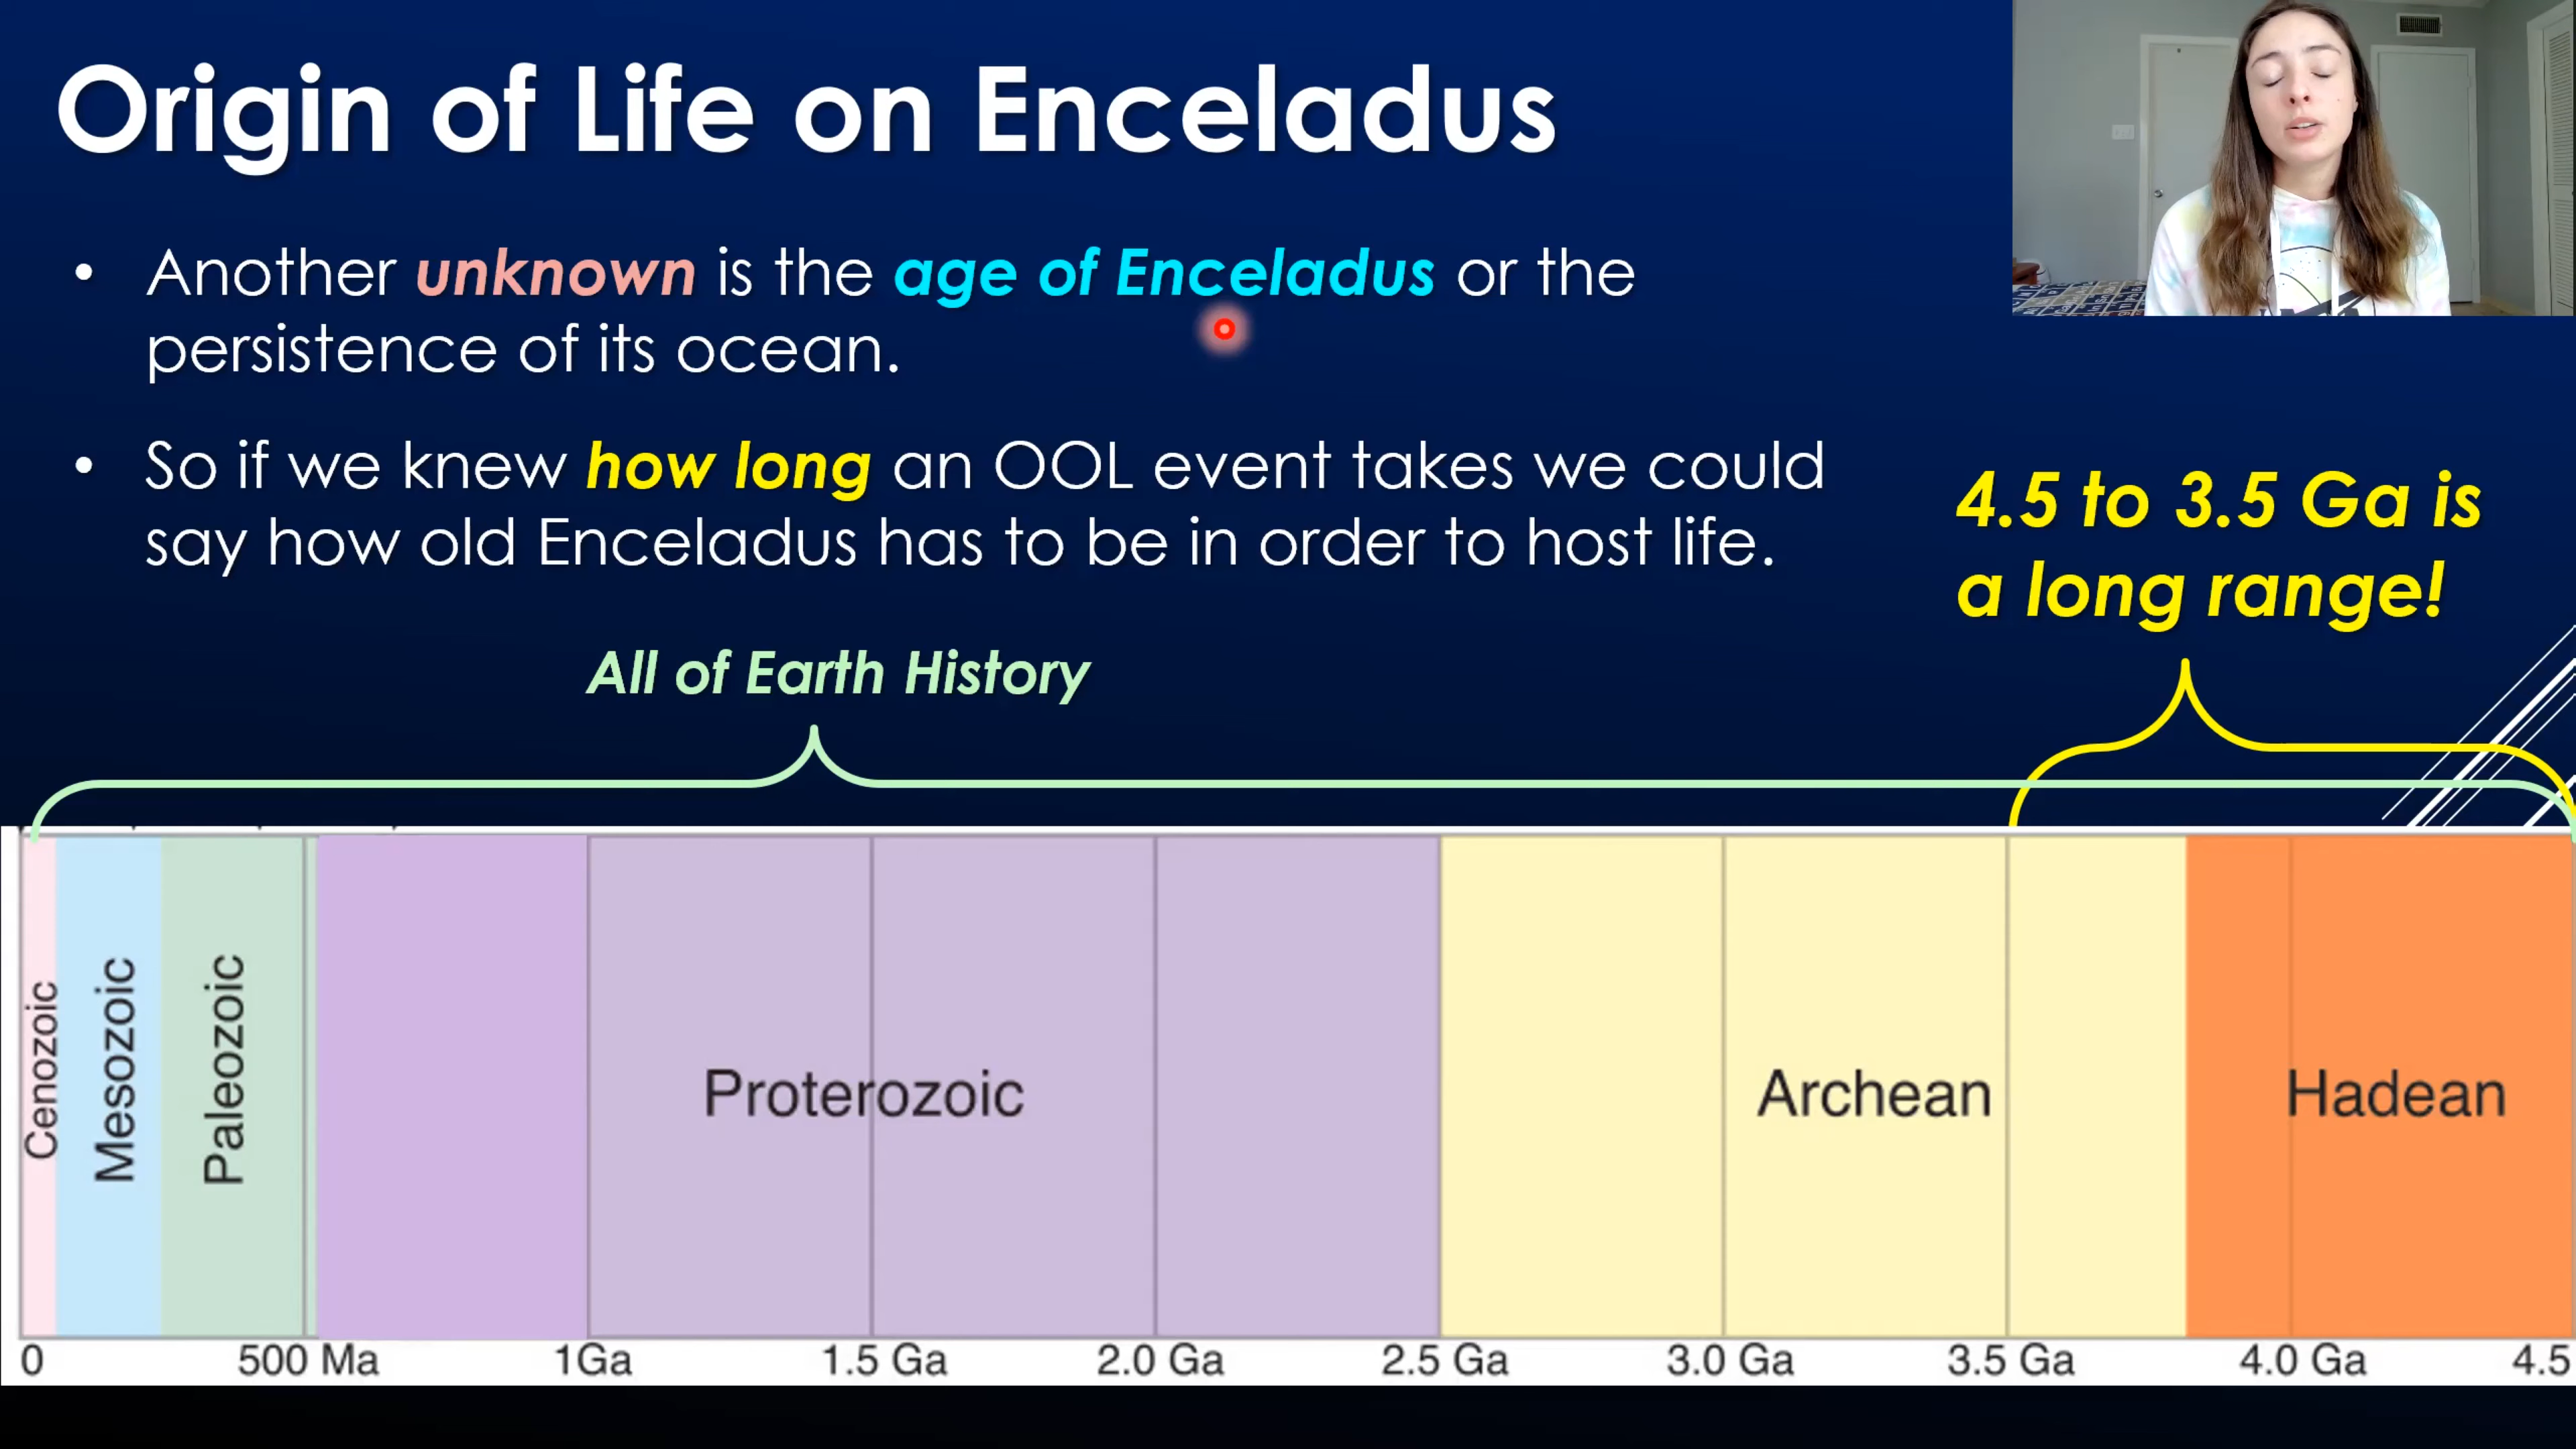 Origin of Life on Enceladus
• Another unknown is the age of Enceladus or the
persistence of its ocean.
• So if we knew how long an OOL event takes we could
say how old Enceladus has to be in order to host life.
4.5 to 3.5 Ga is
a long range!
All of Earth History
Cenozoic
Mesozoic
Paleozoic
Proterozoic
Archean
Hadean
0 500 Ma 1Ga 1.5 Ga 2.0 Ga 2.5 Ga 3.0 Ga 3.5 Ga 4.0 Ga 4.5